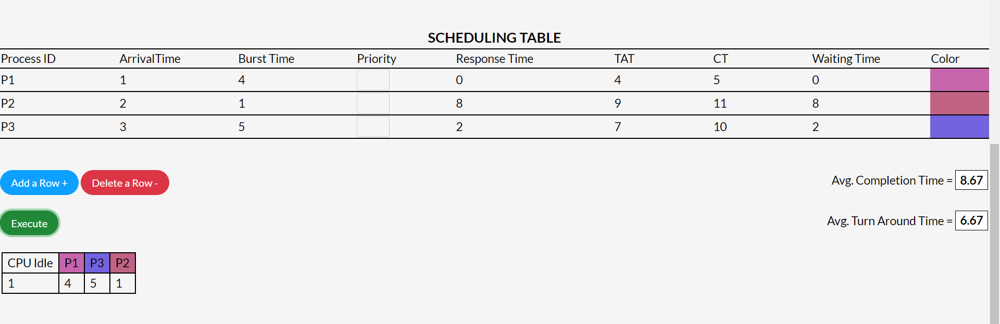 SCHEDULING TABLE
Process ID ArrivalTime Burst Time Priority Response Time TAT CT Waiting Time Color
P1 1 4 0 4 5 0
P2 2 1 8 9 11 8
P3 3 5 2 7 10 2
Add a Row + Delete a Row - Avg. Completion Time = 8.67
Execute Avg. Turn Around Time = 6.67
CPU Idle P1 P3 P2
1 4 5 1